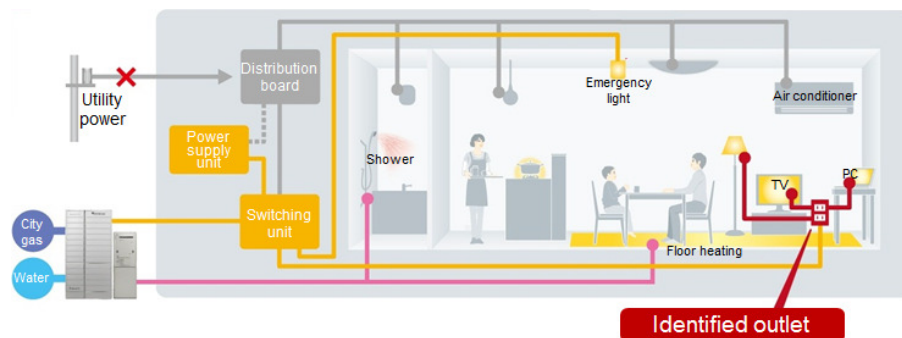 Utility
power
Distribution
board
Power
supply
unit
Switching
unit
City
gas
Water
Shower
Emergency
light
Air conditioner
TV
PC
Floor heating
Identified outlet